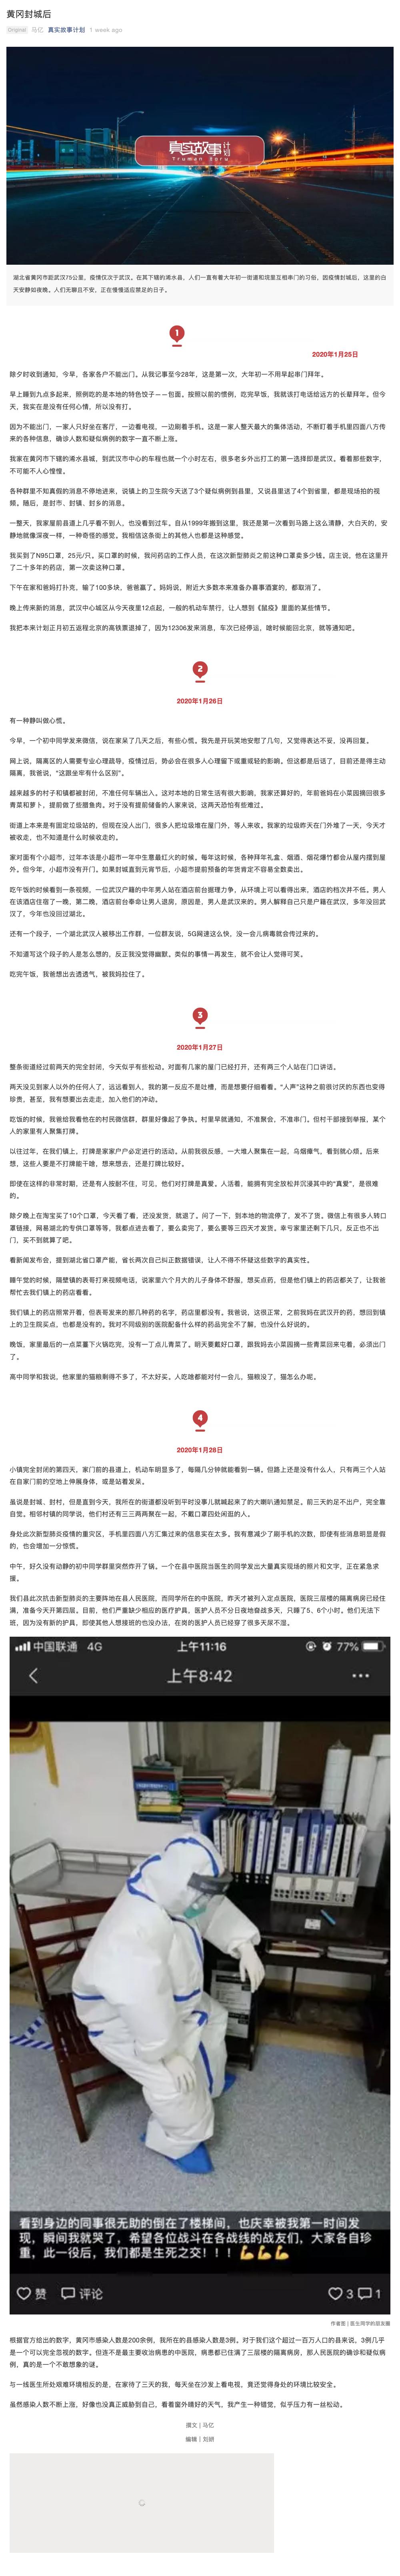 黄冈封城后
Original 马亿 真实故事计划 1 week ago
真实故事计划
Truman Soru
湖北省黄冈市距武汉75公里，疫情仅次于武汉。在其下辖的浠水县，人们一直有着大年初一街道和垸里互相串门的习俗，因疫情封城后，这里的白
天安静如夜晚。人们无聊且不安，正在慢慢适应禁足的日子。
1
2020年1月25日
除夕时收到通知，今早，各家各户不能出门。从我记事至今28年，这是第一次，大年初一不用早起串门拜年。
早上睡到九点多起来，照例吃的是本地的特色饺子——包面。按照以前的惯例，吃完早饭，我就该打电话给远方的长辈拜年。但今
天，我实在是没有任何心情，所以没有打。
因为不能出门，一家人只好坐在客厅，一边看电视，一边刷着手机。这是一家人整天最大的集体活动，不断盯着手机里四面八方传
来的各种信息，确诊人数和疑似病例的数字一直不断上涨。
我家在黄冈市下辖的浠水县城，到武汉市中心的车程也就一个小时左右，很多老乡外出打工的第一选择即是武汉。看着那些数字，
不可能不人心惶惶。
各种群里不知真假的消息不停地进来，说镇上的卫生院今天送了3个疑似病例到县里，又说县里送了4个到省里，都是现场拍的视
频。随后，是封市、封镇、封乡的消息。
一整天，我家屋前县道上几乎看不到人，也没看到过车。自从1999年搬到这里，我还是第一次看到马路上这么清静，大白天的，安
静地就像深夜一样，一种奇怪的感觉。我相信这条街上的其他人也都是这种感觉。
我买到了N95口罩，25元/只。买口罩的时候，我问药店的工作人员，在这次新型肺炎之前这种口罩卖多少钱。店主说，他在这里开
了二十多年的药店，第一次卖这种口罩。
下午在家和爸妈打扑克，输了100多块，爸爸赢了。妈妈说，附近大多数本来准备办喜事酒宴的，都取消了。
晚上传来新的消息，武汉中心城区从今天夜里12点起，一般的机动车禁行，让人想到《鼠疫》里面的某些情节。
我把本来计划正月初五返程北京的高铁票退掉了，因为12306发来消息，车次已经停运，啥时候能回北京，就等通知吧。
2
2020年1月26日
有一种静叫做心慌。
今早，一个初中同学发来微信，说在家呆了几天之后，有些心慌。我先是开玩笑地安慰了几句，又觉得表达不妥，没再回复。
网上说，隔离区的人需要专业心理疏导，疫情过后，势必会在很多人心理留下或重或轻的影响。但这都是后话了，目前还是得主动
隔离，我爸说，“这跟坐牢有什么区别”。
越来越多的村子和镇都被封闭，不准任何车辆出入。这对本地的日常生活有很大影响，我家还算好的，年前爸妈在小菜园摘回很多
青菜和萝卜，提前做了些腊鱼肉。对于没有提前储备的人家来说，这两天恐怕有些难过。
街道上本来是有固定垃圾站的，但现在没人出门，很多人把垃圾堆在屋门外，等人来收。我家的垃圾昨天在门外堆了一天，今天才
被收走，也不知道是什么时候收走的。
家对面有个小超市，过年本该是小超市一年中生意最红火的时候。每年这时候，各种拜年礼盒、烟酒、烟花爆竹都会从屋内摆到屋
外。但今年，小超市没有开门。如果封城直到元宵节后，小超市提前预备的年货肯定不容易全数卖出。
吃午饭的时候看到一条视频，一位武汉户籍的中年男人站在酒店前台据理力争，从环境上可以看得出来，酒店的档次并不低。男人
在该酒店住宿了一晚，第二晚，酒店前台奉命让男人退房，原因是，男人是武汉来的。男人解释自己只是户籍在武汉，多年没回武
汉了，今年也没回过湖北。
还有一个段子，一个湖北武汉人被移出工作群，一位群友说，5G网速这么快，没一会儿病毒就会传过来的。
不知道写这个段子的人是怎么想的，反正我没觉得幽默。类似的事情一再发生，就不会让人觉得可笑。
吃完午饭，我爸想出去透透气，被我妈拉住了。
3
2020年1月27日
整条街道经过前两天的完全封闭，今天似乎有些松动。对面有几家的屋门已经打开，还有两三个人站在门口讲话。
两天没见到家人以外的任何人了，远远看到人，我的第一反应不是吐槽，而是想要仔细看看。“人声”这种之前很讨厌的东西也变得
珍贵，甚至，我有想要出去走走，加入他们的冲动。
吃饭的时候，我爸给我看他在的村民微信群，群里好像起了争执。村里早就通知，不准聚会，不准串门。但村干部接到举报，某个
人的家里有人聚集打牌。
以往过年，在我们镇上，打牌是家家户户必定进行的活动。从前我很反感，一大堆人聚集在一起，乌烟瘴气，看到就心烦。后来
想，这些人要是不打牌能干啥，想来想去，还是打牌比较好。
即使在这样的非常时期，还是有人按耐不住，可见，他们对打牌是真爱。人活着，能拥有完全放松并沉浸其中的“真爱”，是很难
的。
除夕晚上在淘宝买了10个口罩，今天看了看，还没发货，就退了。问了一下，到本地的物流停了，发不了货。微信上有很多人转口
罩链接，网易湖北的专供口罩等等，我都点进去看了，要么卖完了，要么要等三四天才发货。幸亏家里还剩下几只，反正也不出
门，买不到就算了吧。
看新闻发布会，提到湖北省口罩产能，省长两次自己纠正数据错误，让人不得不怀疑这些数字的真实性。
睡午觉的时候，隔壁镇的表哥打来视频电话，说家里六个月大的儿子身体不舒服，想买点药，但是他们镇上的药店都关了，让我爸
帮忙去我们镇上的药店看看。
我们镇上的药店照常开着，但表哥发来的那几种药的名字，药店里都没有。我爸说，这很正常，之前我妈在武汉开的药，想回到镇
上的卫生院买点，也都是没有的。我对不同级别的医院配备什么样的药品完全不了解，也没什么好说的。
晚饭，家里最后的一点菜薹下火锅吃完，没有一丁点儿青菜了。明天要戴好口罩，跟我妈去小菜园摘一些青菜回来屯着，必须出门
了。
高中同学和我说，他家里的猫粮剩得不多了，不太好买。人吃啥都能对付一会儿，猫粮没了，猫怎么办呢。
4
2020年1月28日
小镇完全封闭的第四天，家门前的县道上，机动车明显多了，每隔几分钟就能看到一辆。但路上还是没有什么人，只有两三个人站
在自家门前的空地上伸展身体，或是站着发呆。
虽说是封城、封村，但是直到今天，我所在的街道都没听到平时没事儿就喊起来了的大喇叭通知禁足。前三天的足不出户，完全靠
自觉。相邻村镇的同学说，他们村还有三三两两聚在一起，不戴口罩四处闲逛的人。
身处此次新型肺炎疫情的重灾区，手机里四面八方汇集过来的信息实在太多。我有意减少了刷手机的次数，即使有些消息明显是假
的，也会增加一分惊慌。
中午，好久没有动静的初中同学群里突然炸开了锅。一个在县中医院当医生的同学发出大量真实现场的照片和文字，正在紧急求
援。
我们县此次抗击新型肺炎的主要阵地在县人民医院，而同学所在的中医院，昨天才被列入定点医院，医院三层楼的隔离病房已经住
满，准备今天开第四层。目前，他们严重缺少相应的医疗护具，医护人员不分日夜地奋战多天，只睡了5、6个小时。他们无法下
班，因为没有新的护具，即使其他人想接班的也没办法，在岗的医护人员已经穿了很多天尿不湿。
中国联通 4G 上午11:16 77%
上午8:42
看到身边的同事很无助的倒在了楼梯间，也庆幸被我第一时间发
现，瞬间我就哭了，希望各位战斗在各战线的战友们，大家各自珍
重，此一役后，我们都是生死之交！！！💪💪💪
赞 评论 3 1
作者图 | 医生同学的朋友圈
根据官方给出的数字，黄冈市感染人数是200余例，我所在的县感染人数是3例。对于我们这个超过一百万人口的县来说，3例几乎
是一个可以完全忽视的数字。但连不是最主要收治病患的中医院，病患都已住满了三层楼的隔离病房，那人民医院的确诊和疑似病
例，真的是一个不敢想象的谜。
与一线医生所处艰难环境相反的是，在家待了三天的我，每天坐在沙发上看电视，竟还觉得身处的环境比较安全。
虽然感染人数不断上涨，好像也没真正威胁到自己，看着窗外晴好的天气，我产生一种错觉，似乎压力有一丝松动。
撰文 | 马亿
编辑 | 刘妍